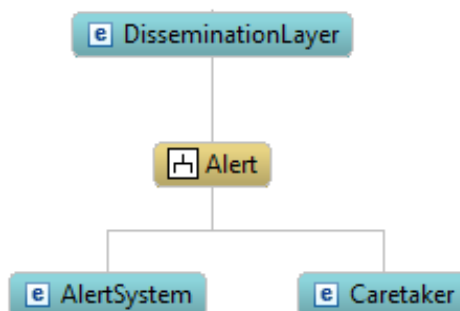 e DisseminationLayer
Alert
e AlertSystem
e Caretaker